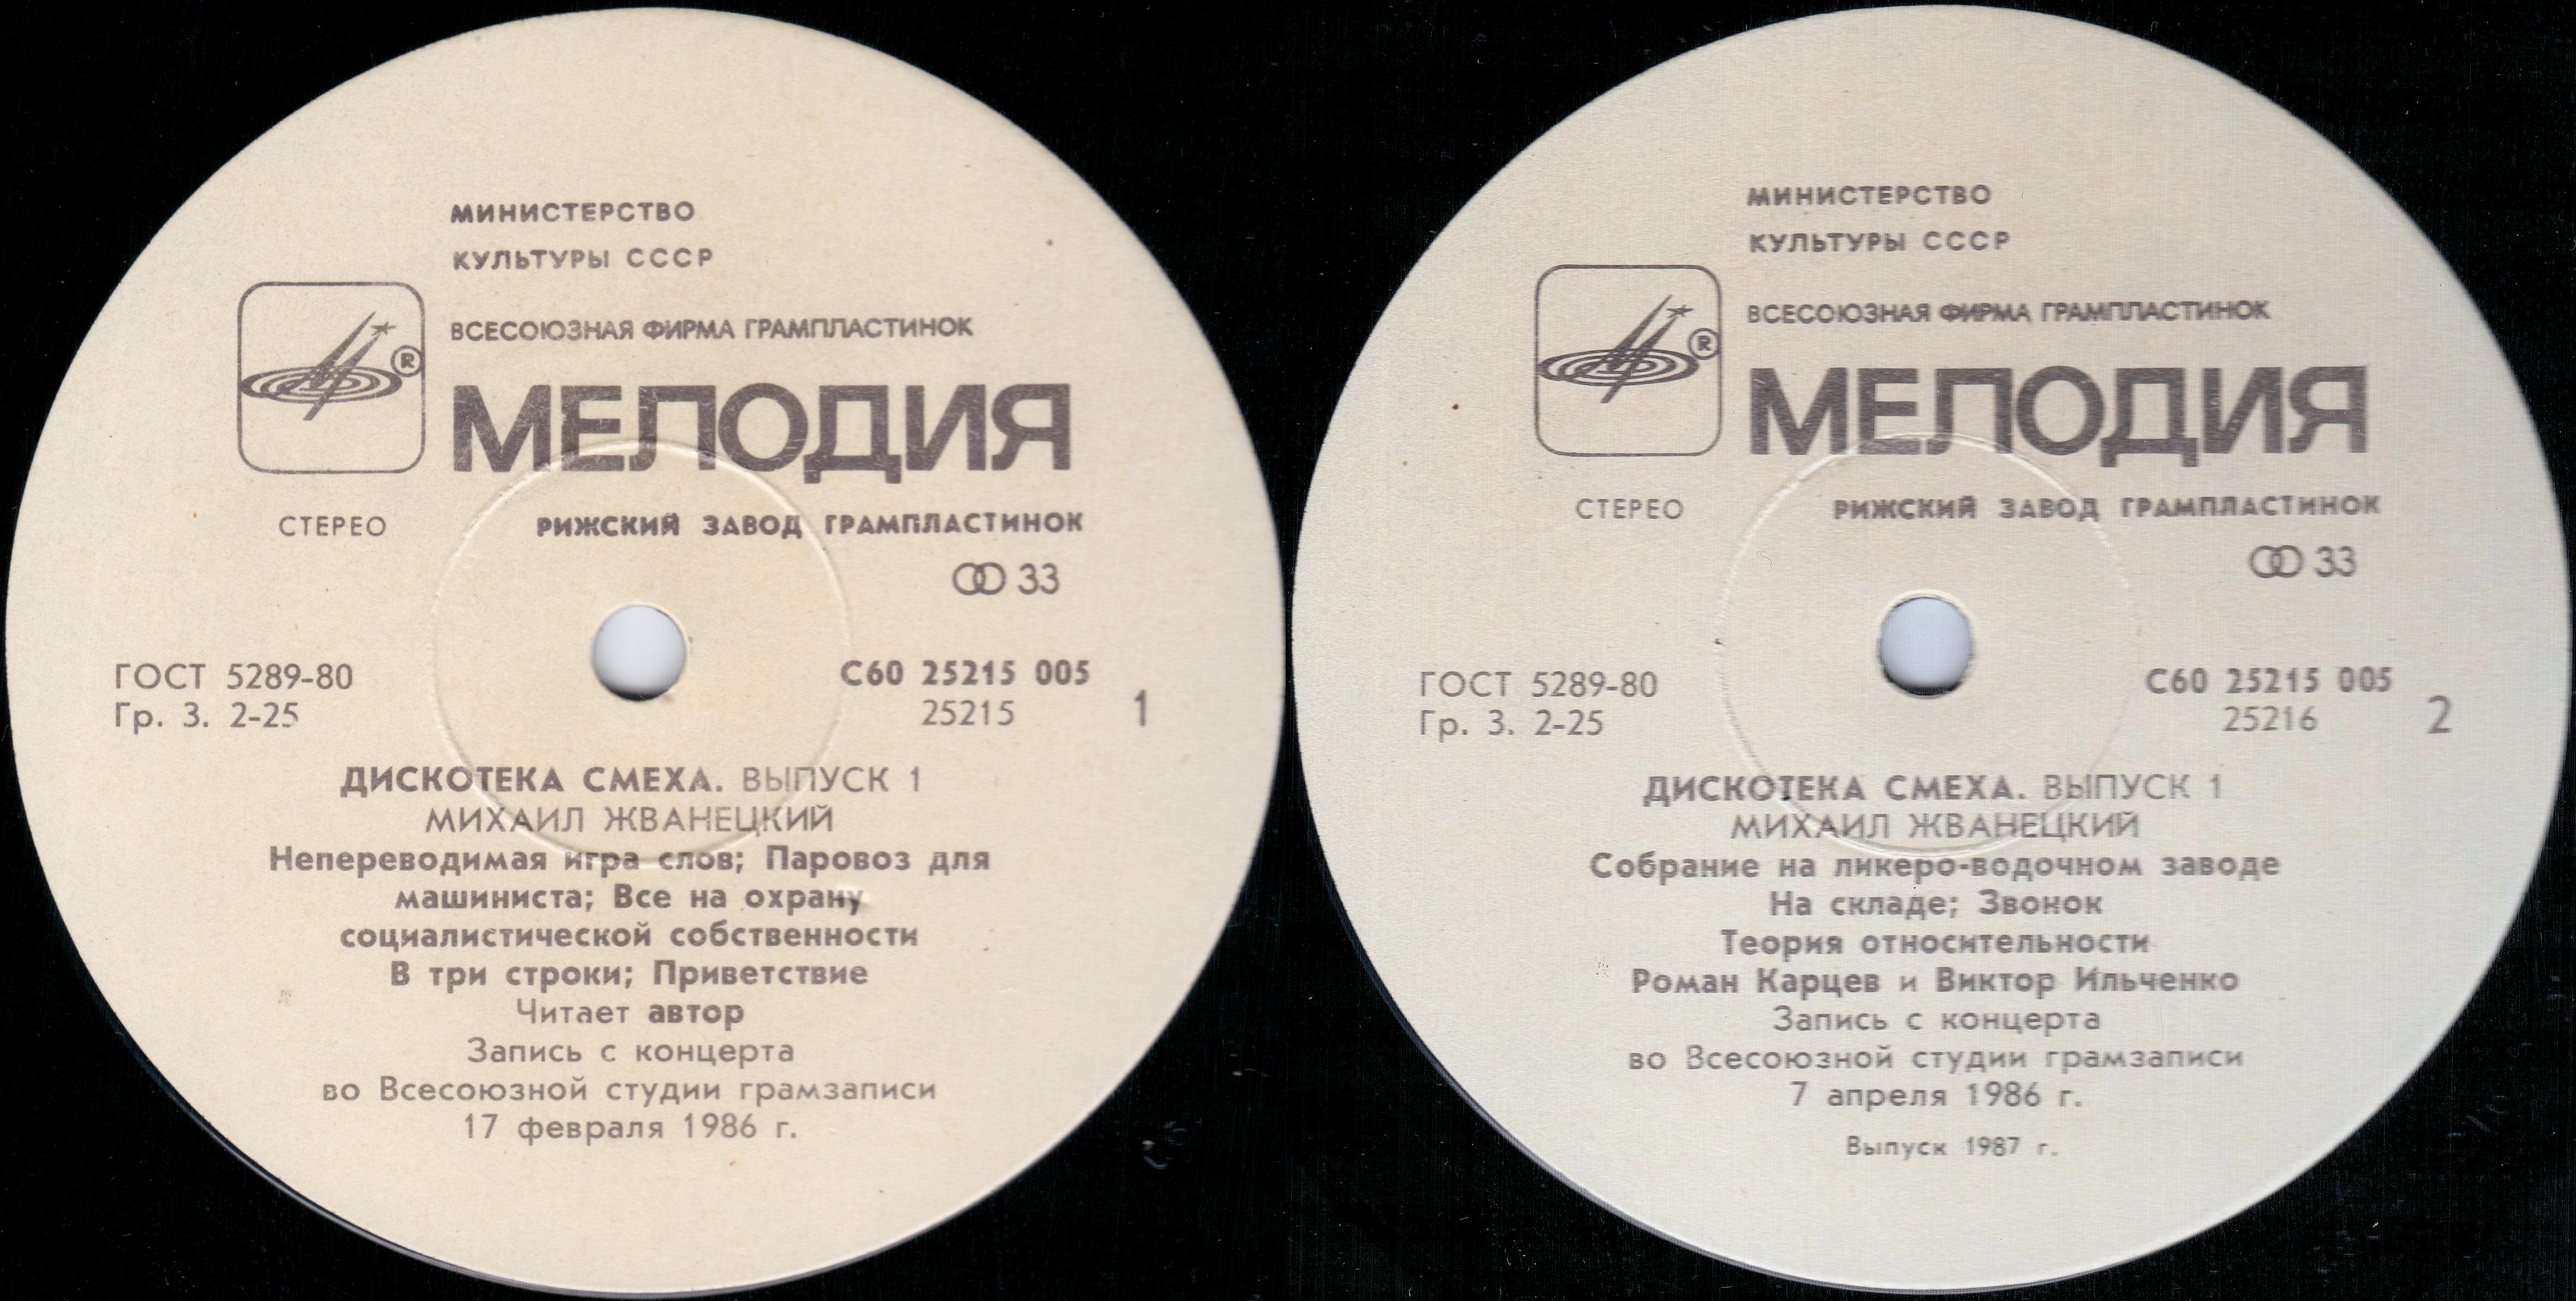 МИНИСТЕРСТВО
КУЛЬТУРЫ СССР
ВСЕСОЮЗНАЯ ФИРМА ГРАМПЛАСТИНОК
®
МЕЛОДИЯ
СТЕРЕО
РИЖСКИЙ ЗАВОД ГРАМПЛАСТИНОК
33
ГОСТ 5289-80
Гр. 3. 2-25
С60 25215 005
25215
1
ДИСКОТЕКА СМЕХА. ВЫПУСК 1
МИХАИЛ ЖВАНЕЦКИЙ
Непереводимая игра слов; Паровоз для
машиниста; Все на охрану
социалистической собственности
В три строки; Приветствие
Читает автор
Запись с концерта
во Всесоюзной студии грамзаписи
17 февраля 1986 г.
МИНИСТЕРСТВО
КУЛЬТУРЫ СССР
ВСЕСОЮЗНАЯ ФИРМА ГРАМПЛАСТИНОК
®
МЕЛОДИЯ
СТЕРЕО
РИЖСКИЙ ЗАВОД ГРАМПЛАСТИНОК
33
ГОСТ 5289-80
Гр. 3. 2-25
С60 25215 005
25216
2
ДИСКОТЕКА СМЕХА. ВЫПУСК 1
МИХАИЛ ЖВАНЕЦКИЙ
Собрание на ликеро-водочном заводе
На складе; Звонок
Теория относительности
Роман Карцев и Виктор Ильченко
Запись с концерта
во Всесоюзной студии грамзаписи
7 апреля 1986 г.
Выпуск 1987 г.